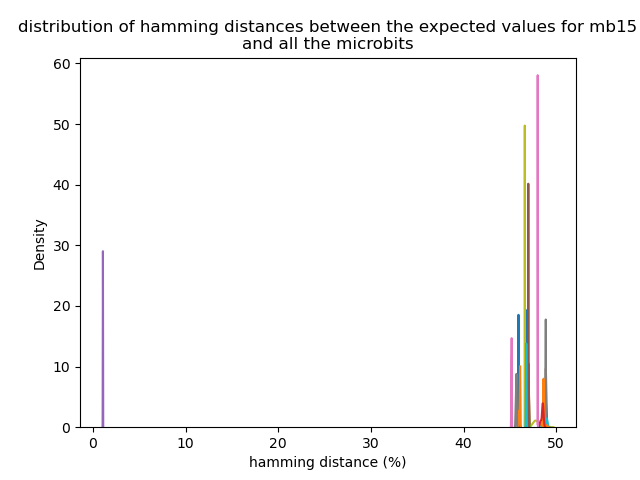 distribution of hamming distances between the expected values for mb15
and all the microbits
60
50
40
30
20
10
0
Density
0 10 20 30 40 50
hamming distance (%)